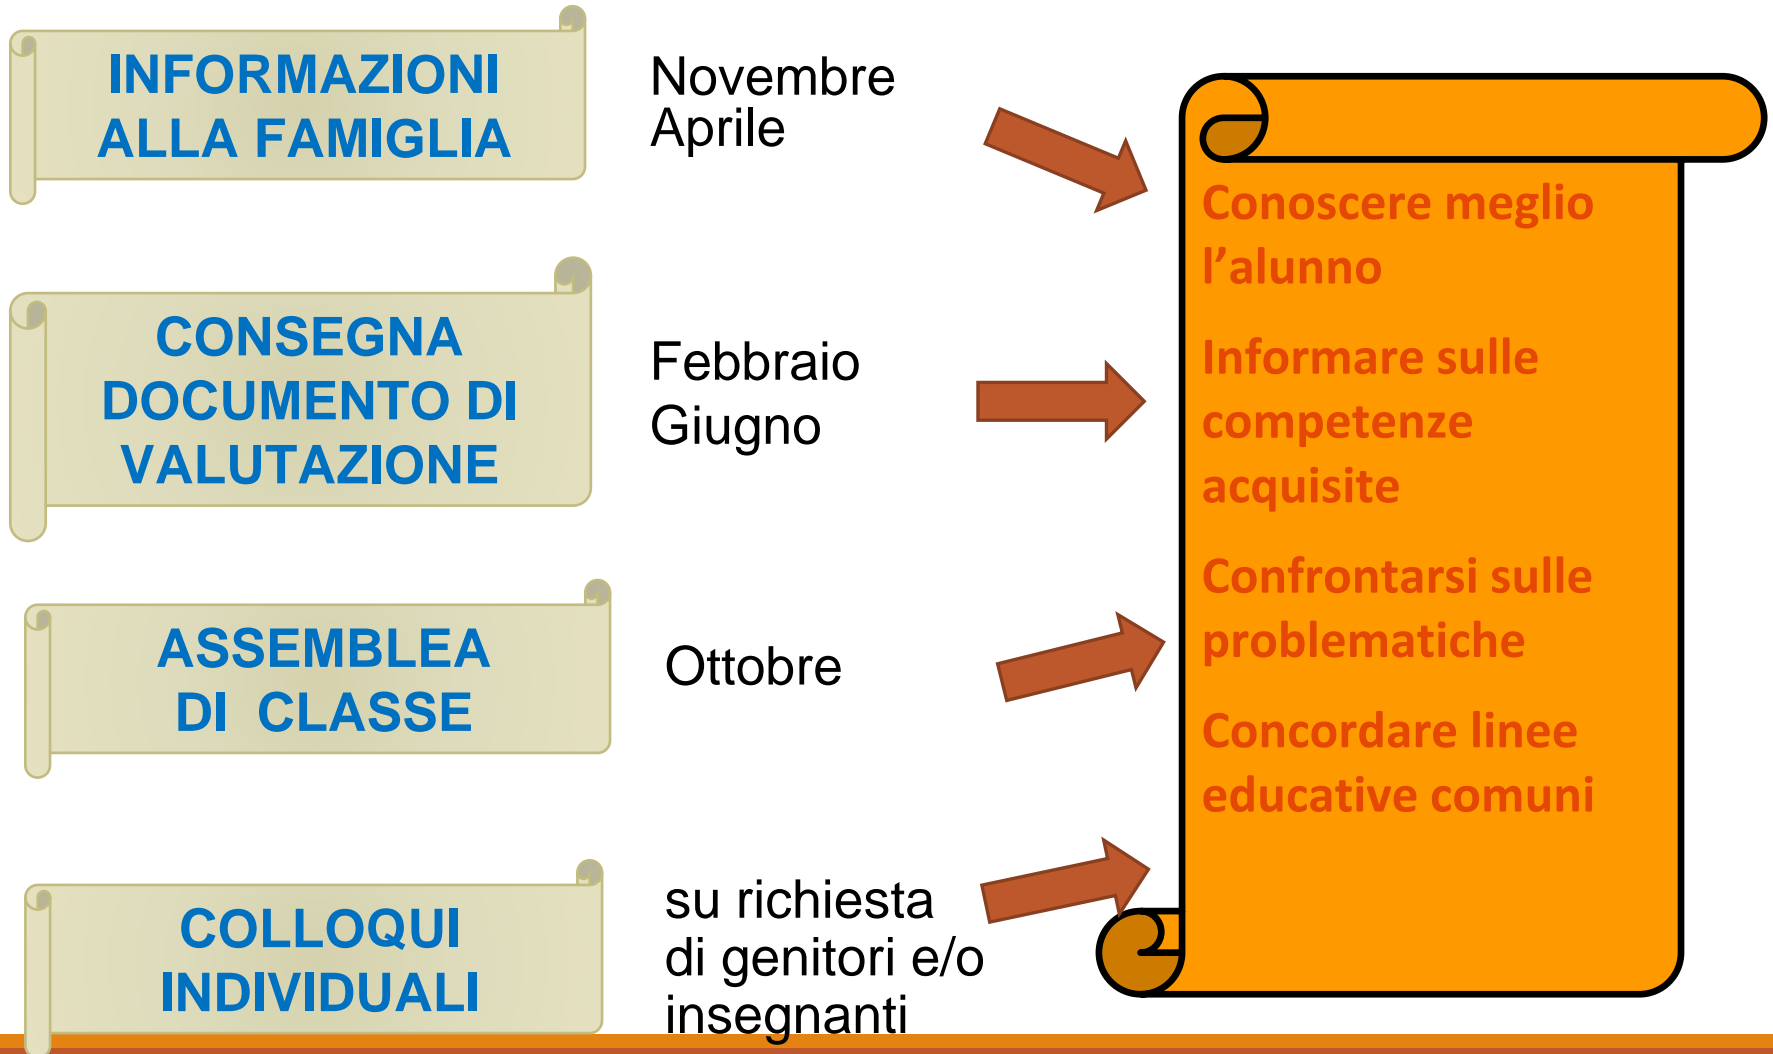 INFORMAZIONI
ALLA FAMIGLIA
Novembre
Aprile
CONSEGNA
DOCUMENTO DI
VALUTAZIONE
Febbraio
Giugno
ASSEMBLEA
DI CLASSE
Ottobre
COLLOQUI
INDIVIDUALI
su richiesta
di genitori e/o
insegnanti
Conoscere meglio
l’alunno
Informare sulle
competenze
acquisite
Confrontarsi sulle
problematiche
Concordare linee
educative comuni